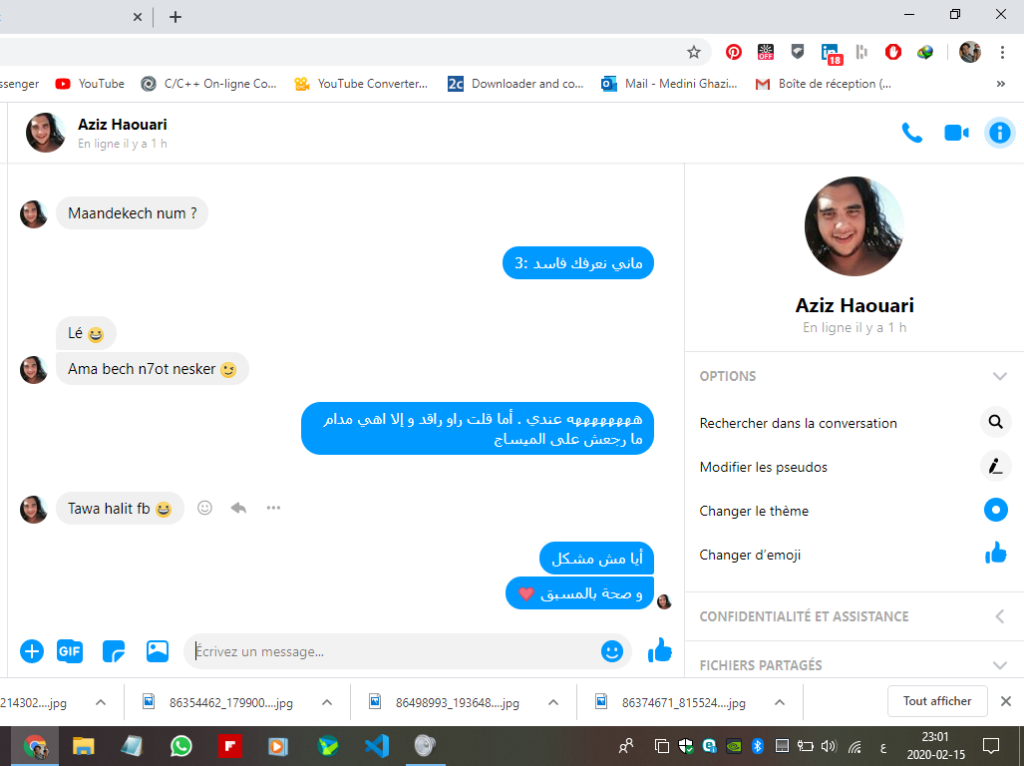 ssenger
YouTube
C/C++ On-ligne Co...
YouTube Converter...
Downloader and co...
Mail - Medini Ghazi...
Boîte de réception (...
»
OFF
18
2c
Aziz Haouari
En ligne il y a 1 h
Maandekech num ?
ماني نعرفك فاسد :3
Lé 😄
Ama bech n7ot nesker 😉
هههههههههه عندي . أما قلت راو راقد و إلا اهي مدام
ما رجعش على الميساج
Tawa halit fb 😄
أيا مش مشكل
و صحة بالمسبق ❤
GIF
Écrivez un message...
Aziz Haouari
En ligne il y a 1 h
OPTIONS
Rechercher dans la conversation
Modifier les pseudos
Changer le thème
Changer d'emoji
CONFIDENTIALITÉ ET ASSISTANCE
FICHIERS PARTAGÉS
214302....jpg
86354462_179900....jpg
86498993_193648....jpg
86374671_815524....jpg
Tout afficher
ع
23:01
2020-02-15